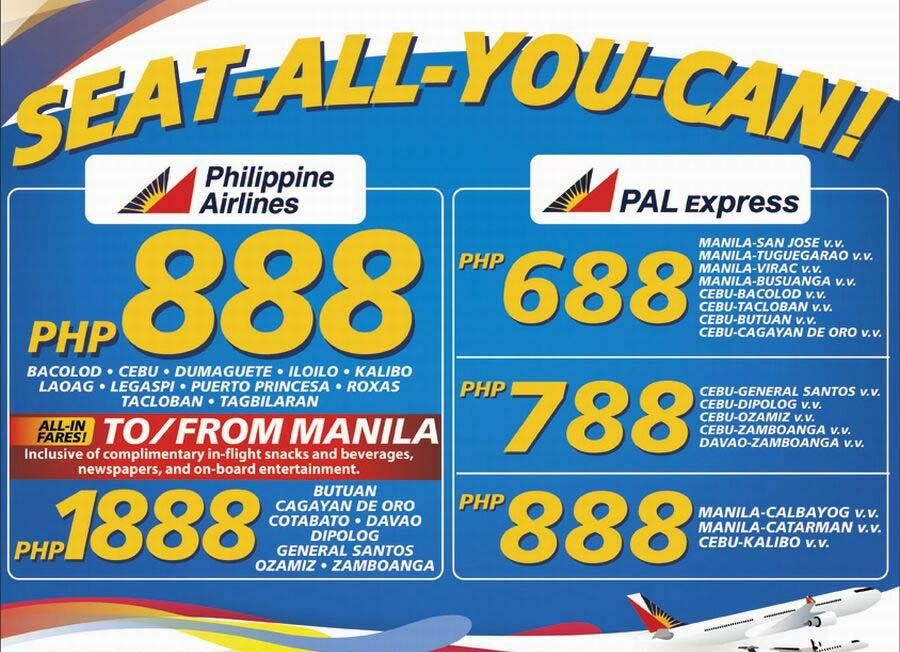 SEAT-ALL-YOU-CAN!
Philippine
Airlines
PHP 888
BACOLOD • CEBU • DUMAGUETE • ILOILO • KALIBO
LAOAG • LEGASPI • PUERTO PRINCESA • ROXAS
TACLOBAN • TAGBILARAN
ALL-IN
FARES!
TO/FROM MANILA
Inclusive of complimentary in-flight snacks and beverages,
newspapers, and on-board entertainment.
PHP 1888
BUTUAN
CAGAYAN DE ORO
COTABATO • DAVAO
DIPOLOG
GENERAL SANTOS
OZAMIZ • ZAMBOANGA
PAL EXPRESS
PHP 688
MANILA-SAN JOSE v.v.
MANILA-TUGUEGARAO v.v.
MANILA-VIRAC v.v.
MANILA-BUSUANGA v.v.
CEBU-BACOLOD v.v.
CEBU-TACLOBAN v.v.
CEBU-BUTUAN v.v.
CEBU-CAGAYAN DE ORO v.v.
PHP 788
CEBU-GENERAL SANTOS v.v.
CEBU-DIPOLOG v.v.
CEBU-OZAMIZ v.v.
CEBU-ZAMBOANGA v.v.
DAVAO-ZAMBOANGA v.v.
PHP 888
MANILA-CALBAYOG v.v.
MANILA-CATARMAN v.v.
CEBU-KALIBO v.v.